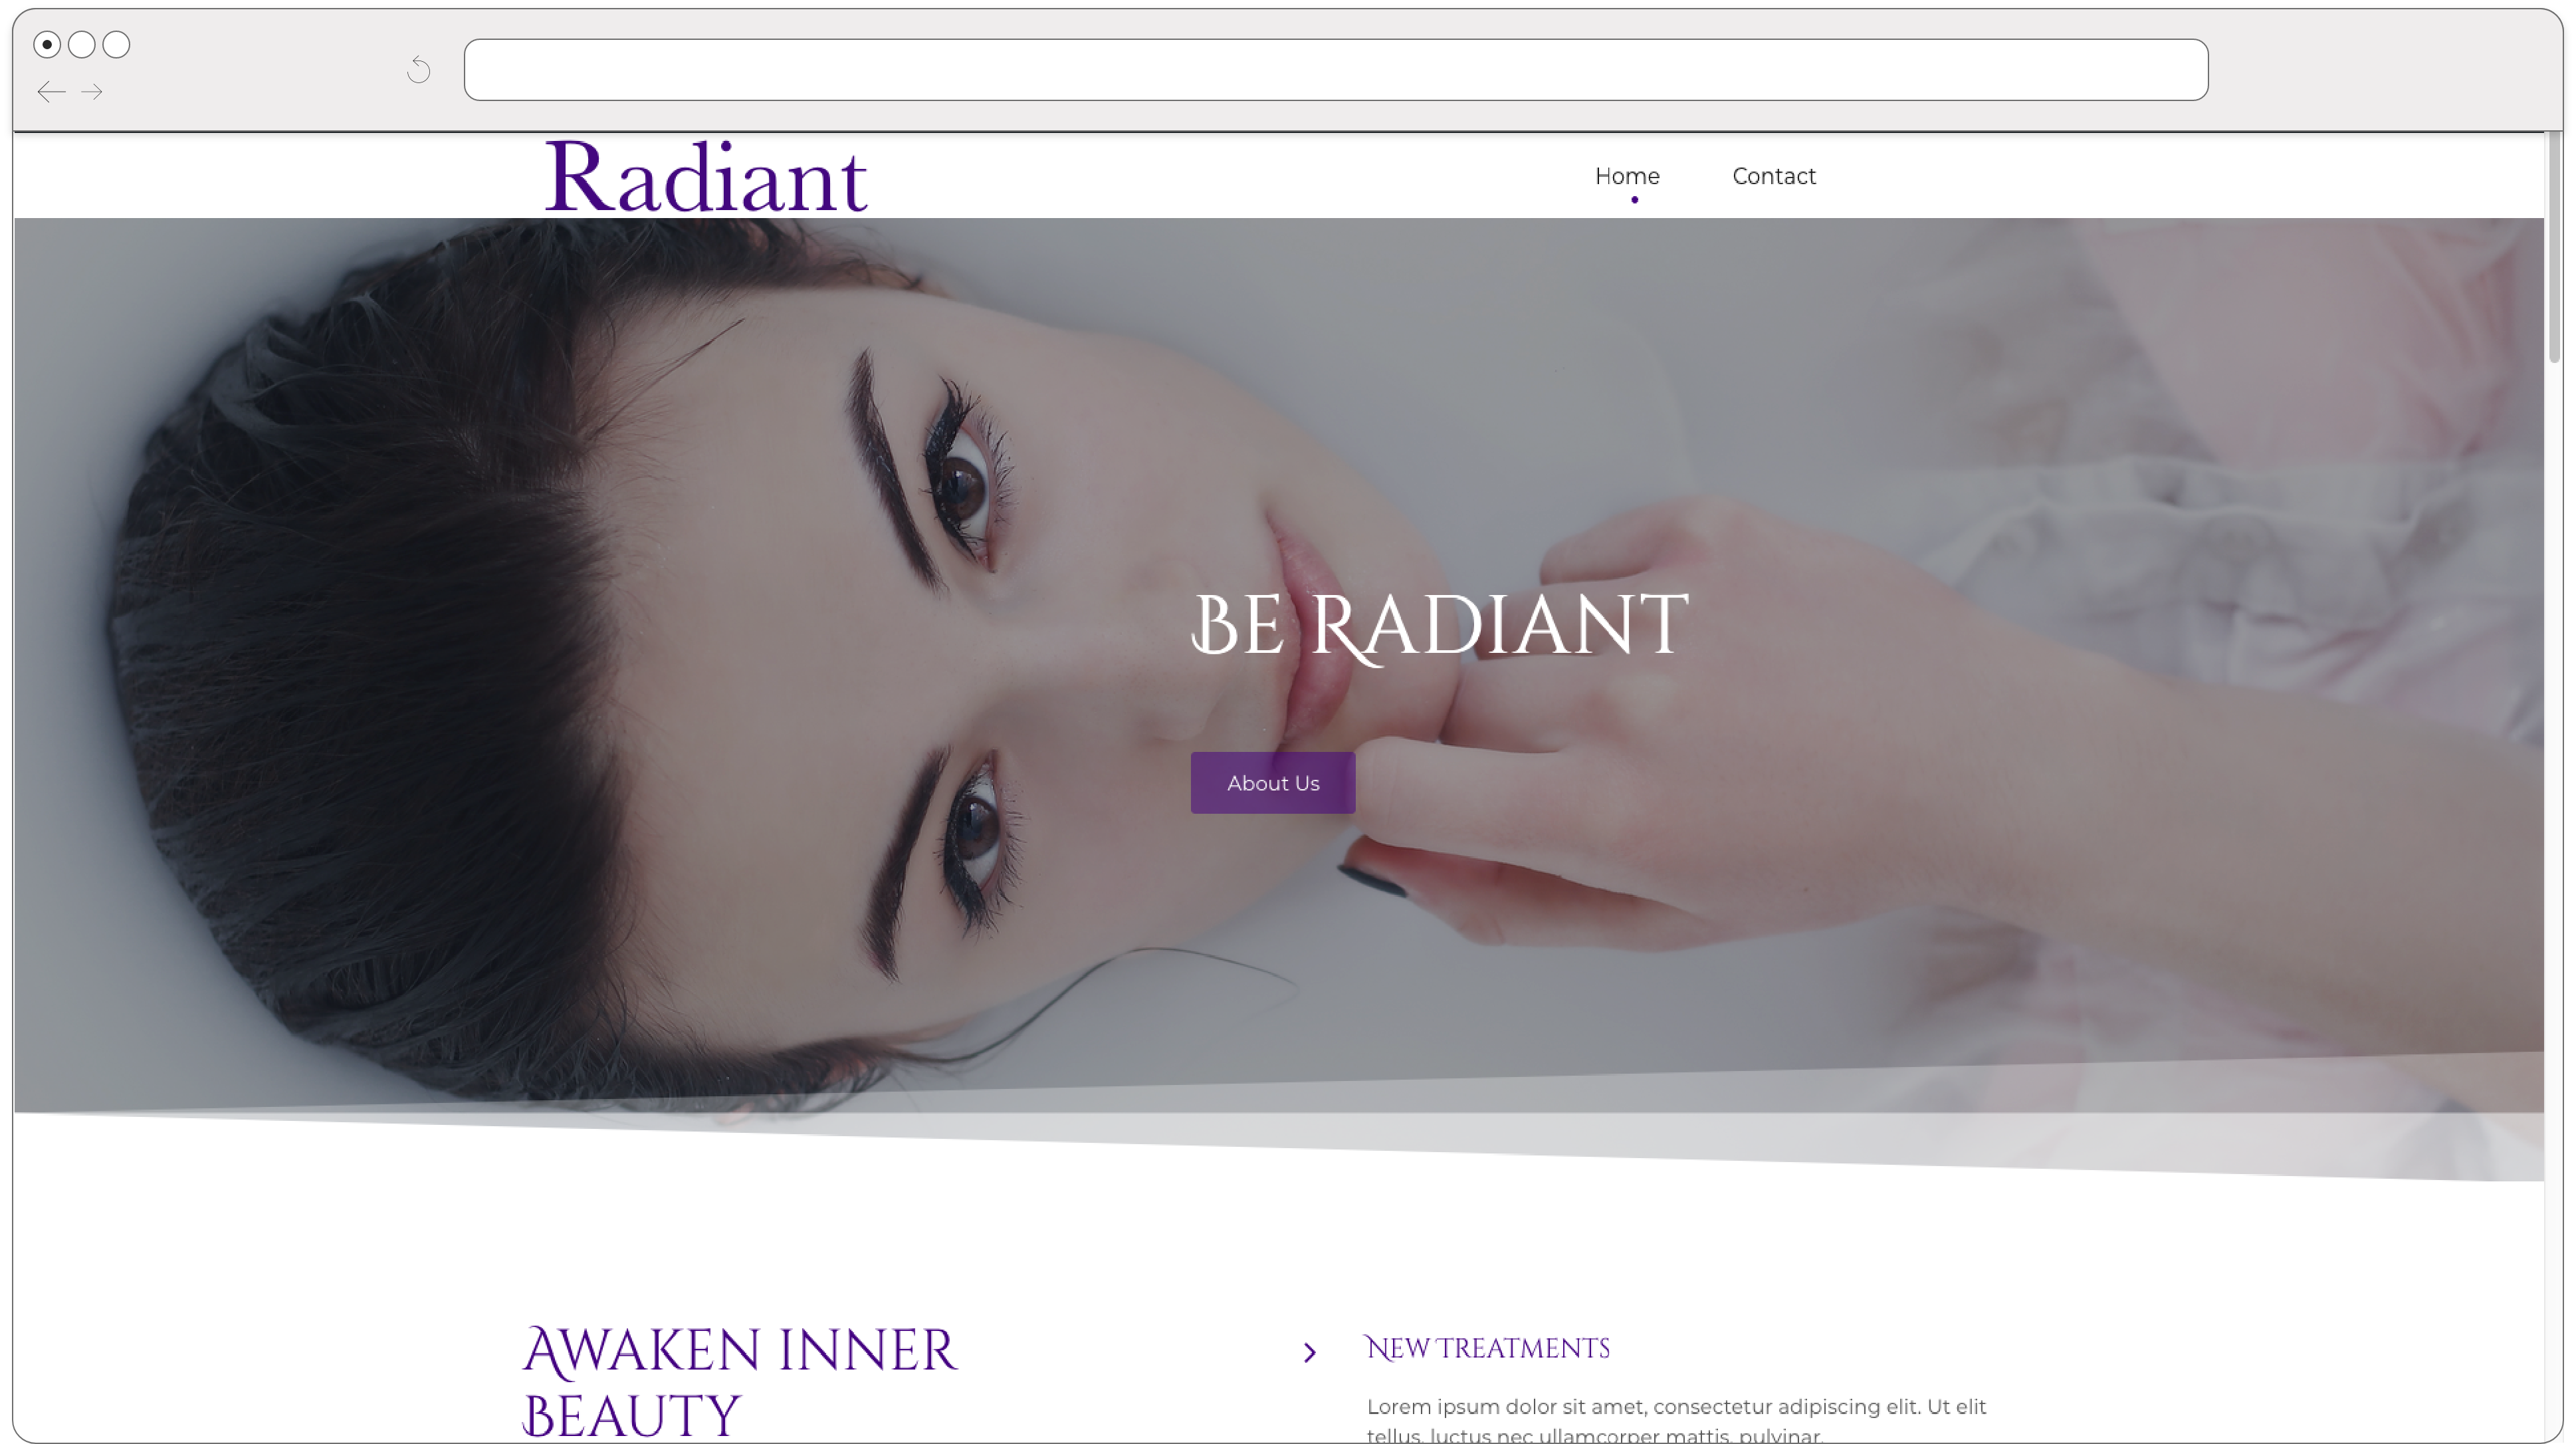 Radiant
Home
Contact
BE RADIANT
About Us
AWAKEN INNER
BEAUTY
NEW TREATMENTS
Lorem ipsum dolor sit amet, consectetur adipiscing elit. Ut elit
tellus, luctus nec ullamcorper mattis, pulvinar.